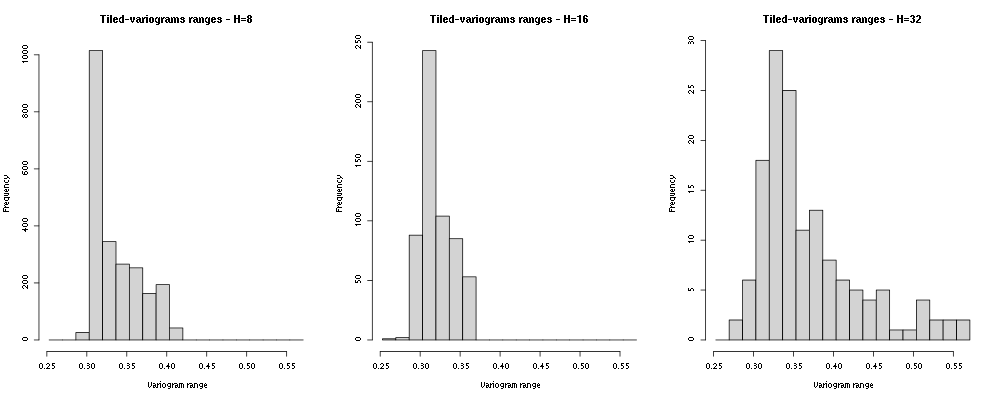 Tiled-variograms ranges - H=8
Frequency
1000
800
600
400
200
0
0.25 0.30 0.35 0.40 0.45 0.50 0.55
Variogram range
Tiled-variograms ranges - H=16
Frequency
250
200
150
100
50
0
0.25 0.30 0.35 0.40 0.45 0.50 0.55
Variogram range
Tiled-variograms ranges - H=32
Frequency
30
25
20
15
10
5
0
0.25 0.30 0.35 0.40 0.45 0.50 0.55
Variogram range